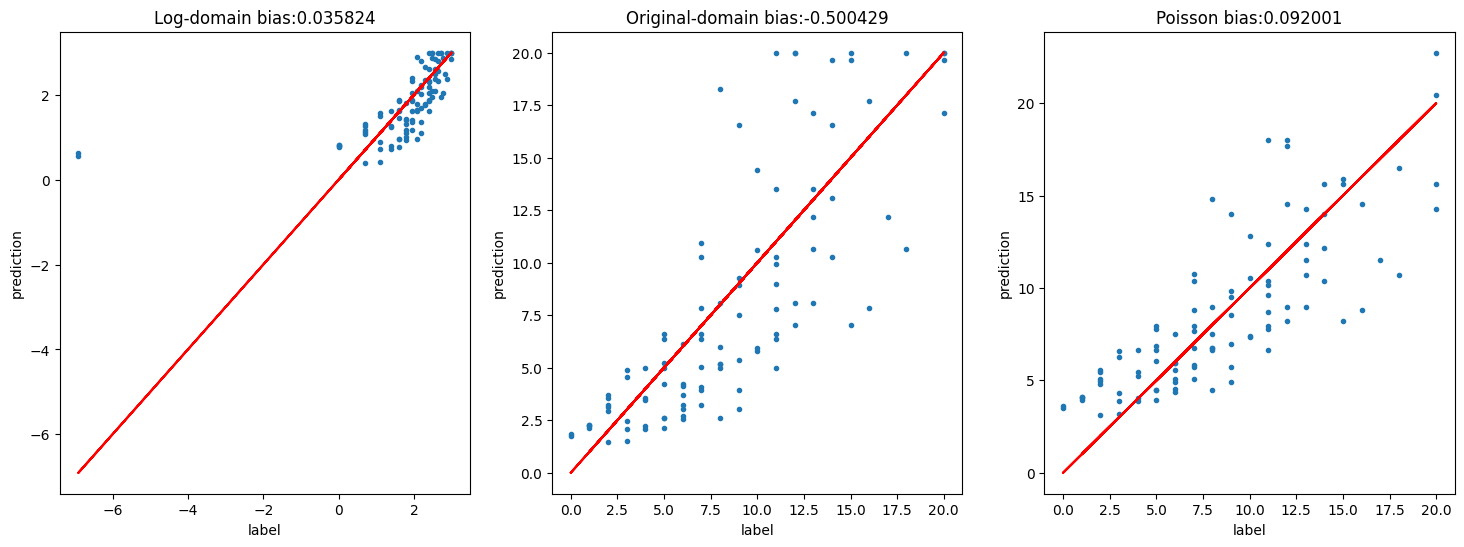 Log-domain bias:0.035824
prediction
2
0
−2
−4
−6
−6 −4 −2 0 2
label
Original-domain bias:-0.500429
prediction
20.0
17.5
15.0
12.5
10.0
7.5
5.0
2.5
0.0
0.0 2.5 5.0 7.5 10.0 12.5 15.0 17.5 20.0
label
Poisson bias:0.092001
prediction
20
15
10
5
0
0.0 2.5 5.0 7.5 10.0 12.5 15.0 17.5 20.0
label